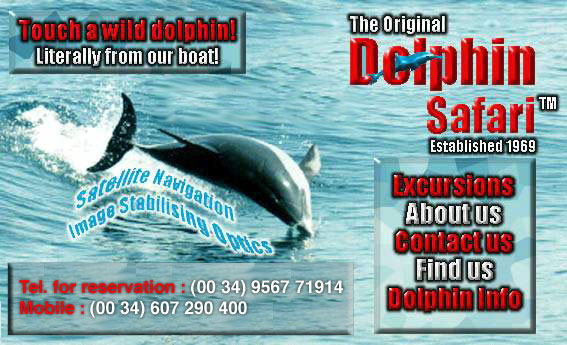 Touch a wild dolphin!
Literally from our boat!
The Original
Dolphin
Safari™
Established 1969
Satellite Navigation
Image Stabilising Optics
Excursions
About us
Contact us
Find us
Dolphin Info
Tel. for reservation : (00 34) 9567 71914
Mobile : (00 34) 607 290 400